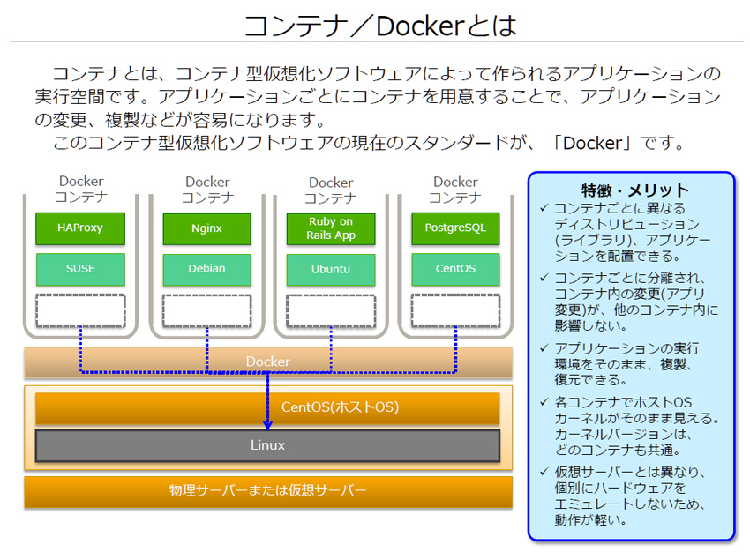 コンテナ／Dockerとは
コンテナとは、コンテナ型仮想化ソフトウェアによって作られるアプリケーションの
実行空間です。アプリケーションごとにコンテナを用意することで、アプリケーション
の変更、複製などが容易になります。
このコンテナ型仮想化ソフトウェアの現在のスタンダードが、「Docker」です。
Docker
コンテナ
HAProxy
SUSE
Docker
コンテナ
Nginx
Debian
Docker
コンテナ
Ruby on
Rails App
Ubuntu
Docker
コンテナ
PostgreSQL
CentOS
Docker
CentOS(ホストOS)
Linux
物理サーバーまたは仮想サーバー
特徴・メリット
✓ コンテナごとに異なる
ディストリビューション
(ライブラリ)、アプリケー
ションを配置できる。
✓ コンテナごとに分離され、
コンテナ内の変更(アプリ
変更)が、他のコンテナ内に
影響しない。
✓ アプリケーションの実行
環境をそのまま、複製、
復元できる。
✓ 各コンテナでホストOS
カーネルがそのまま見える。
カーネルバージョンは、
どのコンテナも共通。
✓ 仮想サーバーとは異なり、
個別にハードウェアを
エミュレートしないため、
動作が軽い。